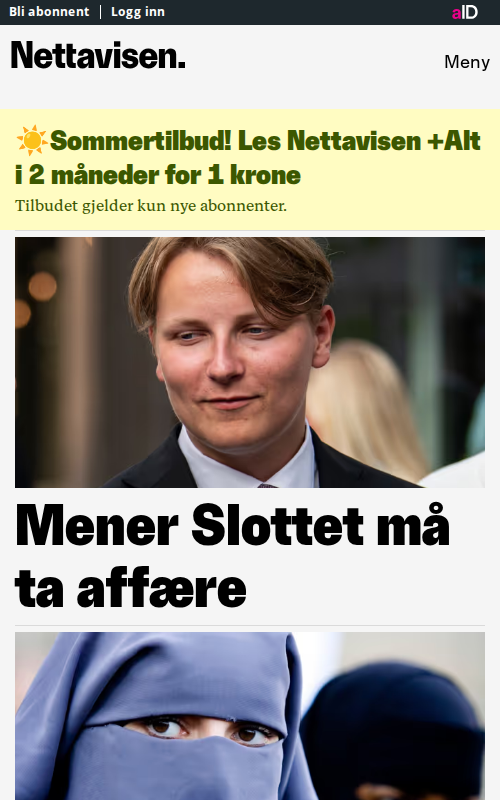 Bli abonnent | Logg inn
aID
Nettavisen.
Meny
☀️Sommertilbud! Les Nettavisen +Alt
i 2 måneder for 1 krone
Tilbudet gjelder kun nye abonnenter.
Mener Slottet må
ta affære